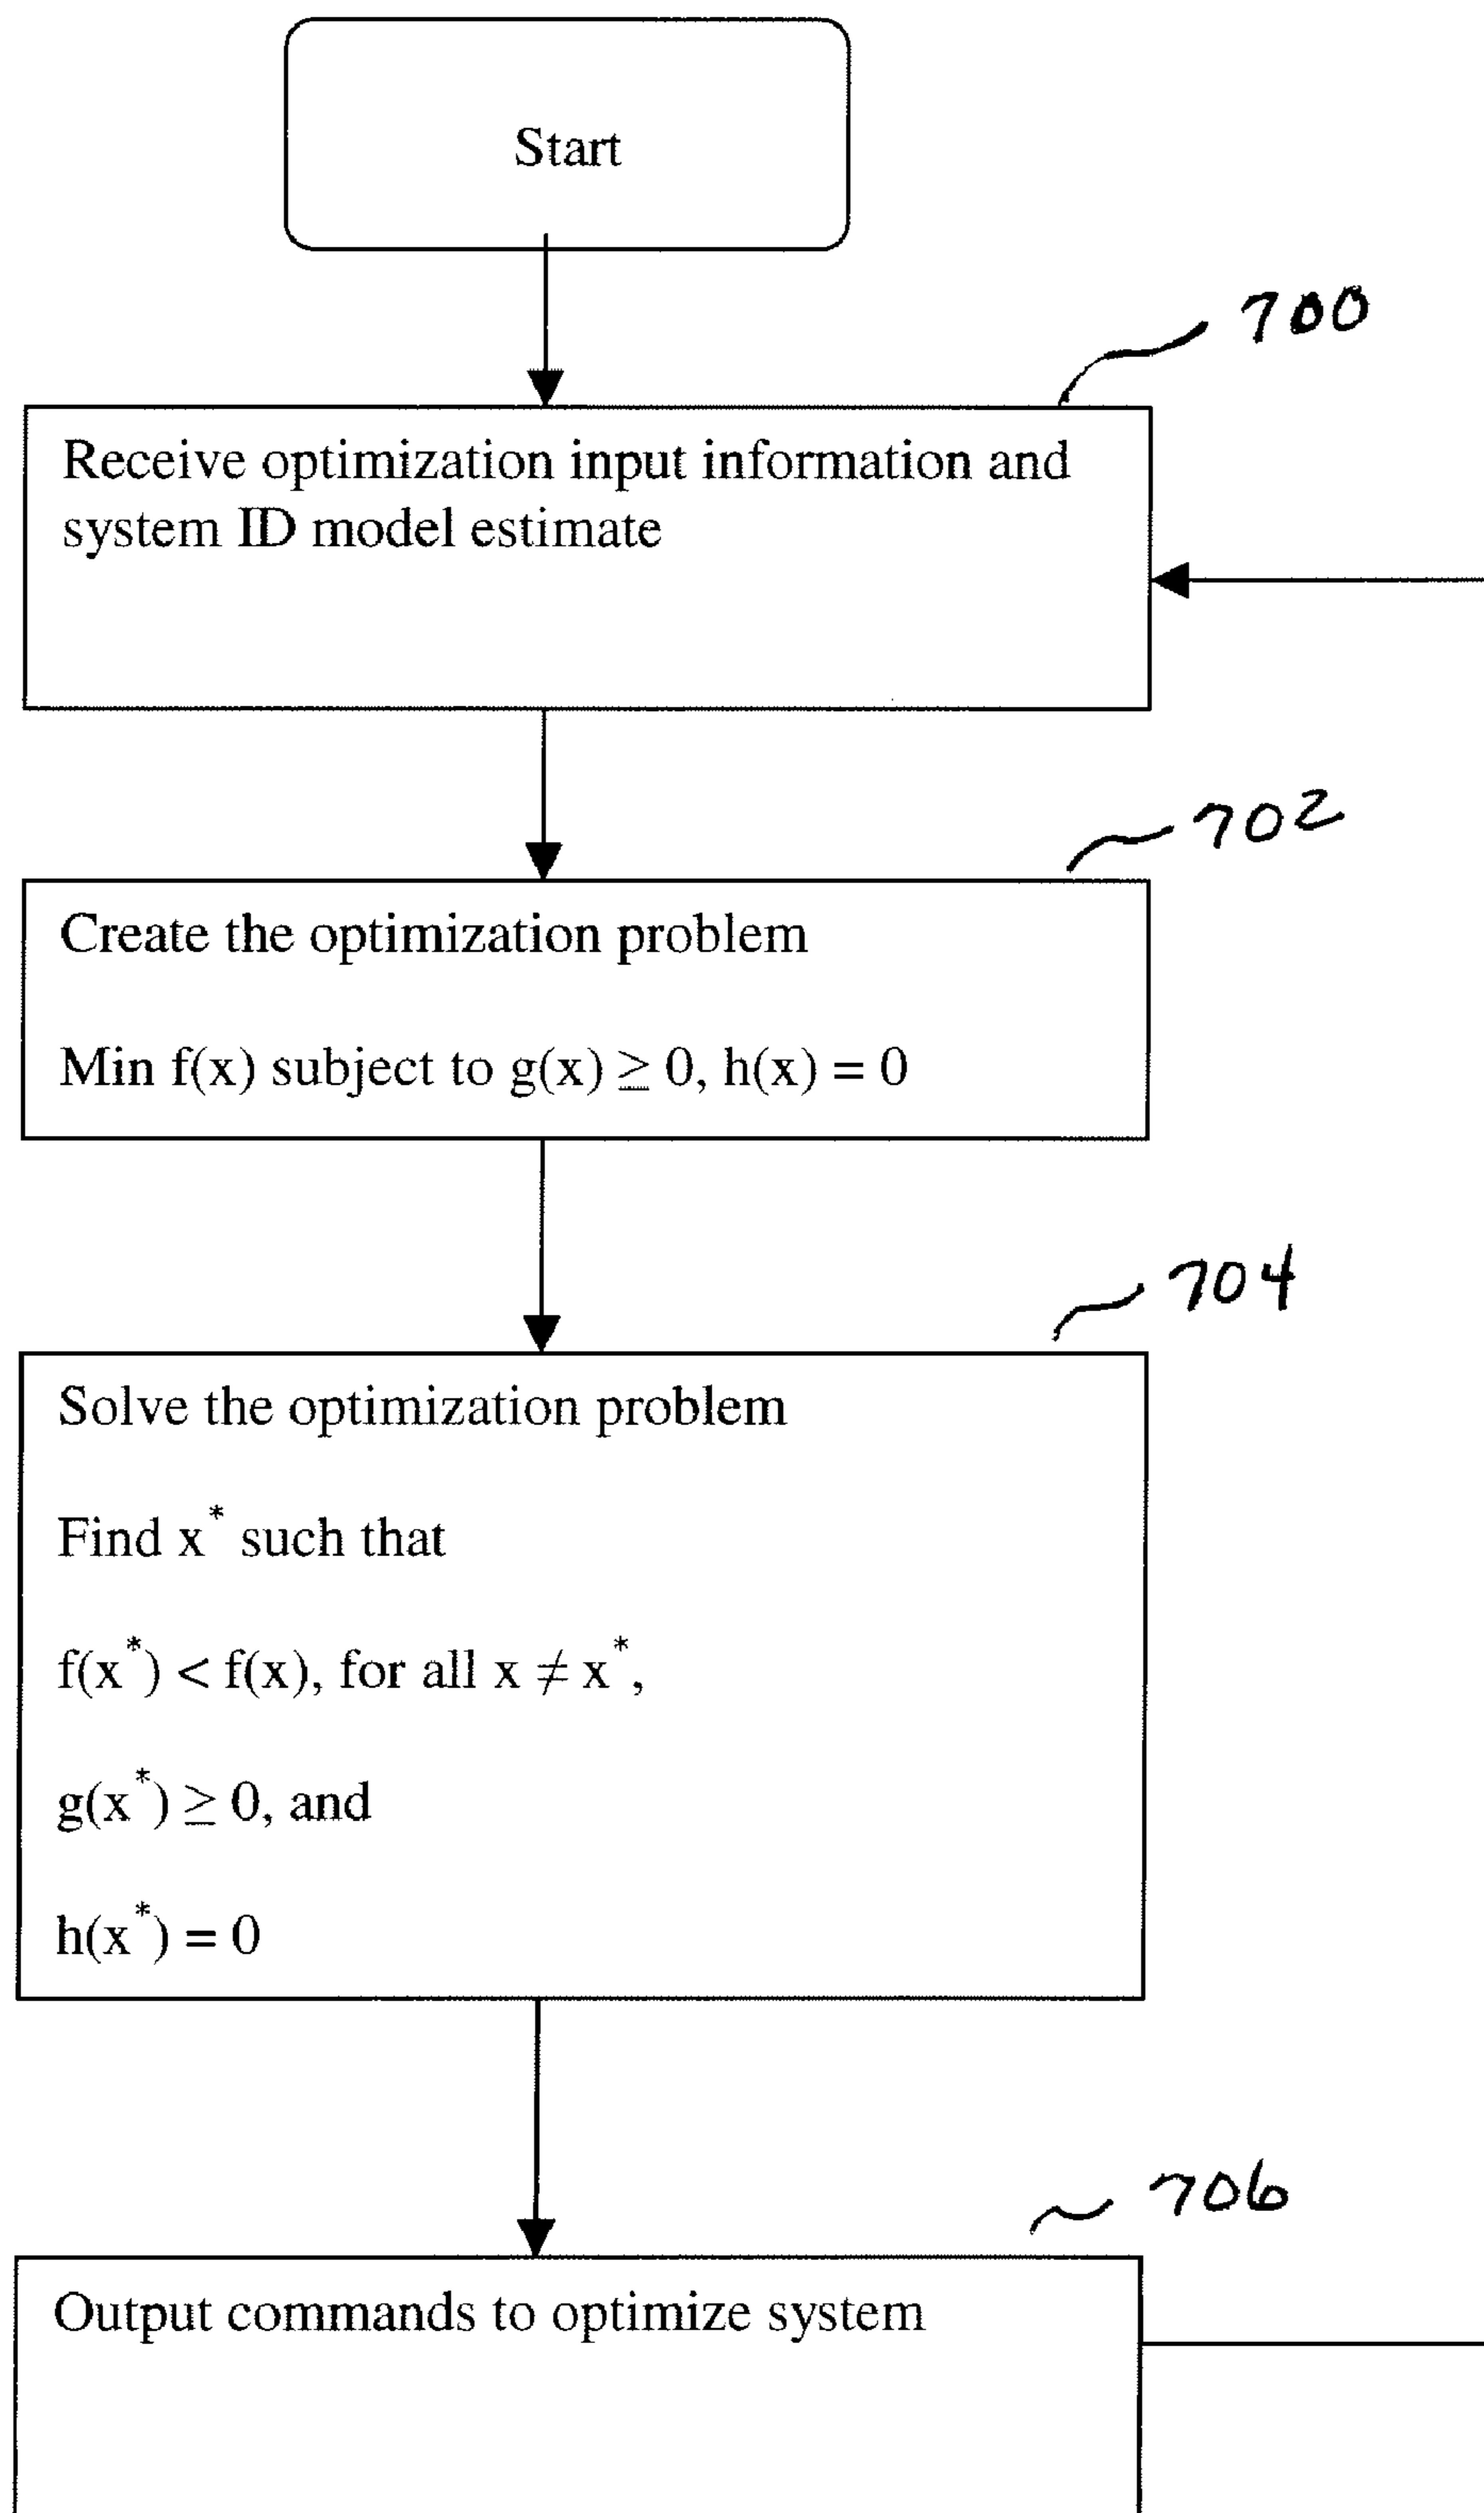 Start
700
Receive optimization input information and
system ID model estimate
702
Create the optimization problem
Min f(x) subject to g(x) ≥ 0, h(x) = 0
704
Solve the optimization problem
Find x* such that
f(x*) < f(x), for all x ≠ x*,
g(x*) ≥ 0, and
h(x*) = 0
706
Output commands to optimize system